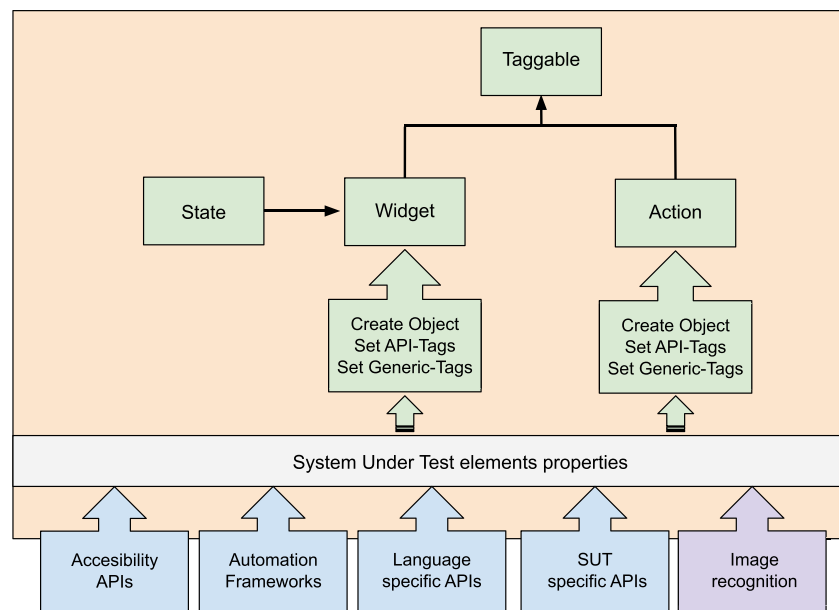 Taggable
State
Widget
Action
Create Object
Set API-Tags
Set Generic-Tags
Create Object
Set API-Tags
Set Generic-Tags
System Under Test elements properties
Accesibility
APIs
Automation
Frameworks
Language
specific APIs
SUT
specific APIs
Image
recognition